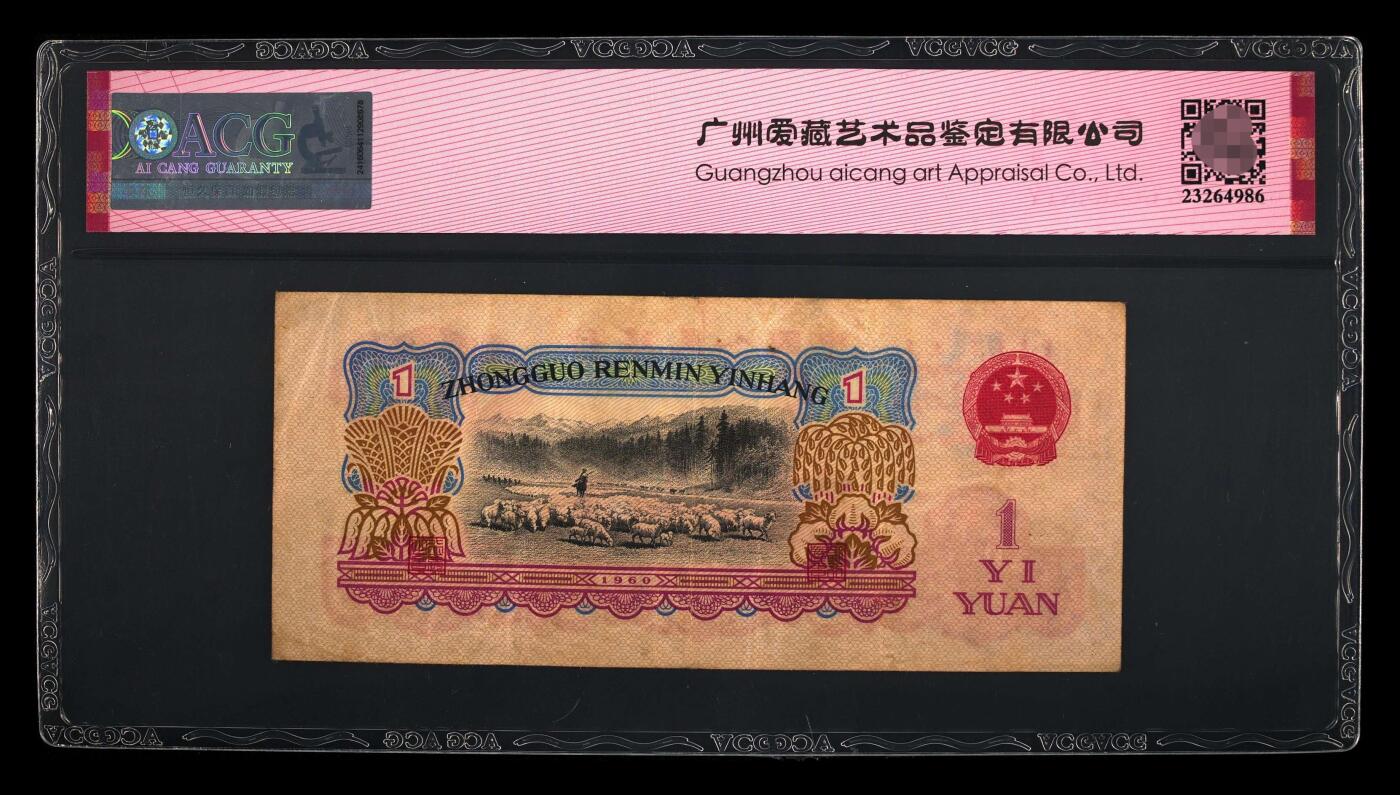 ACG
AI CANG GUARANTY
广州爱藏艺术品鉴定有限公司
Guangzhou aicang art Appraisal Co., Ltd.
23264986
1
ZHONGGUO RENMIN YINHANG
1
1960
1
YI
YUAN